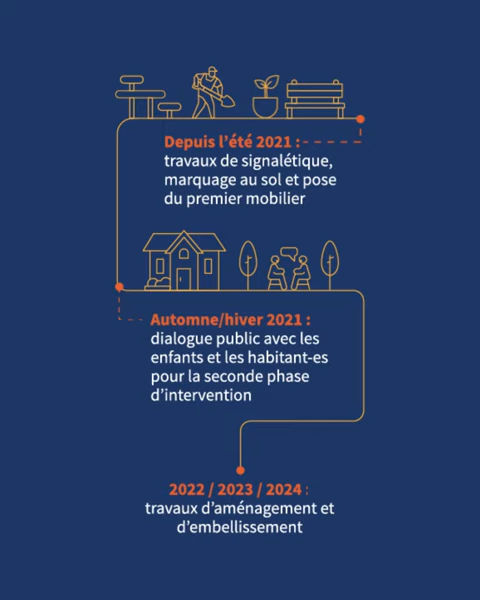 Depuis l'été 2021 :
travaux de signalétique,
marquage au sol et pose
du premier mobilier
Automne/hiver 2021 :
dialogue public avec les
enfants et les habitant-es
pour la seconde phase
d'intervention
2022 / 2023 / 2024 :
travaux d'aménagement et
d'embellissement